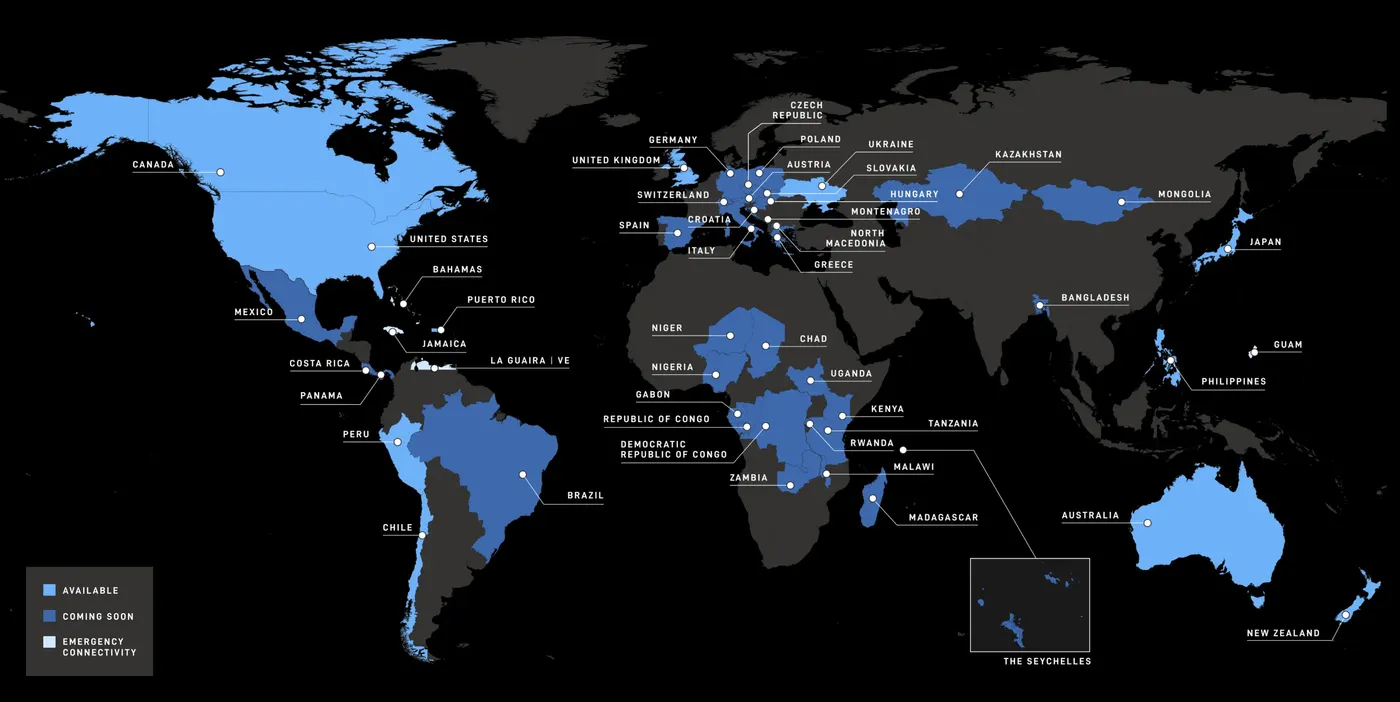 CZECH
REPUBLIC
GERMANY
POLAND
UKRAINE
KAZAKHSTAN
UNITED KINGDOM
AUSTRIA
SLOVAKIA
CANADA
SWITZERLAND
HUNGARY
MONGOLIA
CROATIA
MONTENAGRO
SPAIN
NORTH
MACEDONIA
UNITED STATES
ITALY
JAPAN
GREECE
BAHAMAS
PUERTO RICO
BANGLADESH
MEXICO
NIGER
CHAD
JAMAICA
GUAM
COSTA RICA
LA GUAIRA | VE
NIGERIA
UGANDA
PHILIPPINES
PANAMA
GABON
KENYA
REPUBLIC OF CONGO
TANZANIA
PERU
DEMOCRATIC
REPUBLIC OF CONGO
RWANDA
MALAWI
ZAMBIA
BRAZIL
MADAGASCAR
AUSTRALIA
CHILE
AVAILABLE
COMING SOON
EMERGENCY
CONNECTIVITY
NEW ZEALAND
THE SEYCHELLES